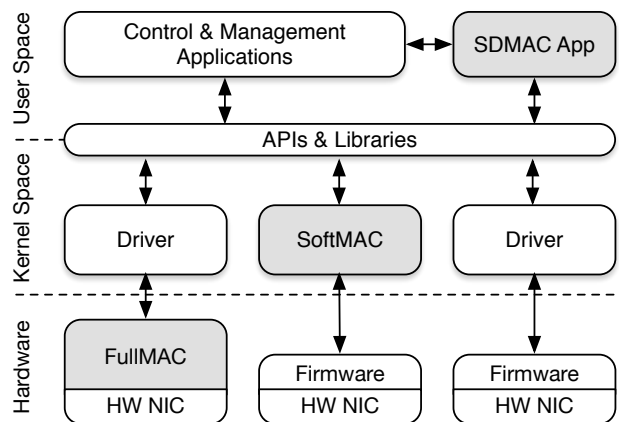 User Space
Control & Management
Applications
SDMAC App
APIs & Libraries
Kernel Space
Driver
SoftMAC
Driver
Hardware
FullMAC
HW NIC
Firmware
HW NIC
Firmware
HW NIC